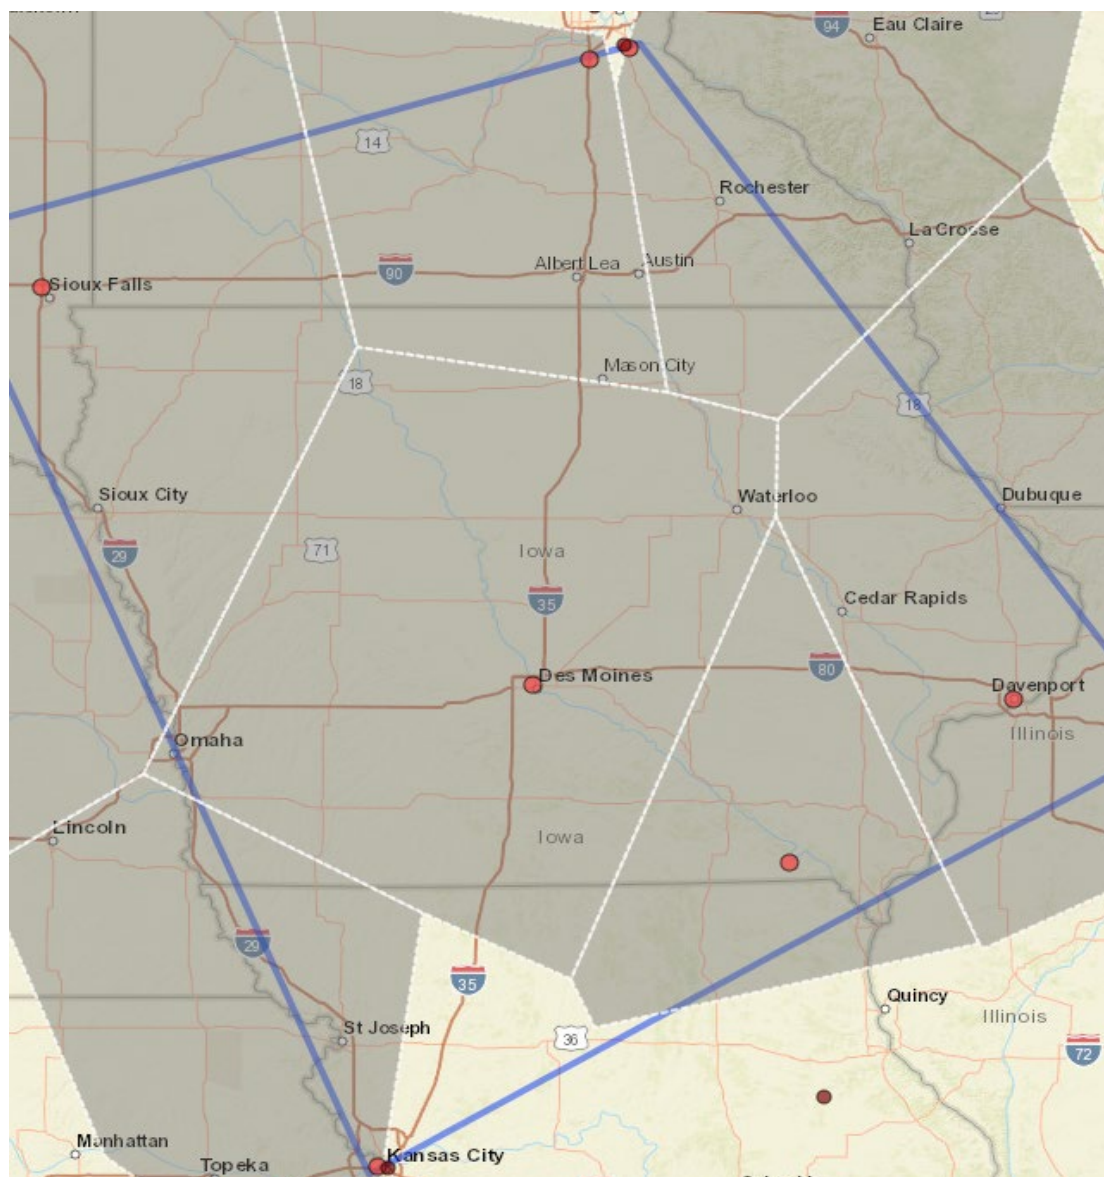 94
Eau Claire
14
Rochester
La Crosse
Albert Lea
Austin
90
Sioux Falls
Mason City
18
18
Sioux City
Waterloo
Dubuque
29
71
Iowa
35
Cedar Rapids
80
Des Moines
Davenport
Illinois
Omaha
Lincoln
Iowa
29
35
Quincy
Illinois
St Joseph
36
72
Manhattan
Kansas City
Topeka